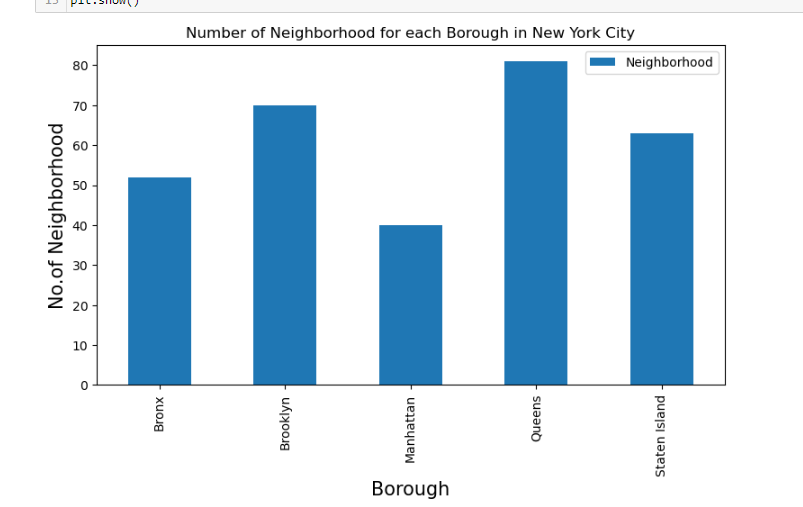 15 plt.show()
Number of Neighborhood for each Borough in New York City
Neighborhood
No.of Neighborhood
80
70
60
50
40
30
20
10
0
Bronx
Brooklyn
Manhattan
Queens
Staten Island
Borough